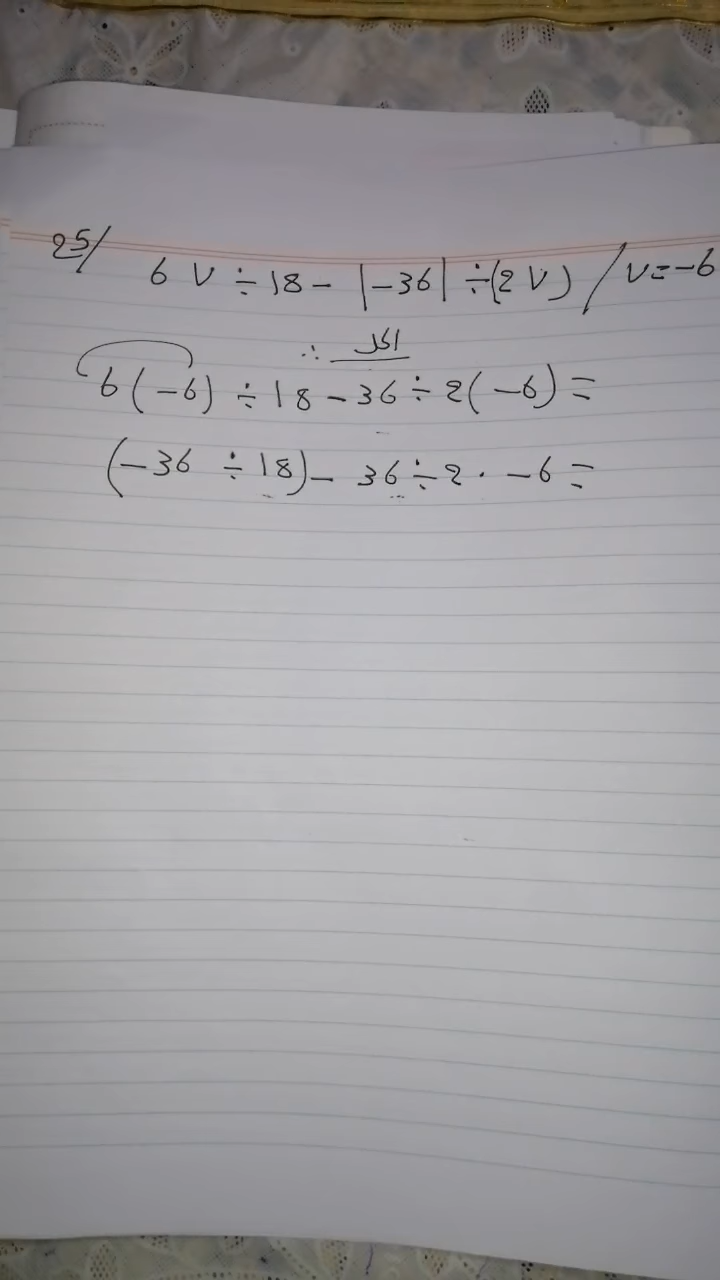 25/ 6 V ÷ 18 - |-36| ÷ (2 V) / V = -6
الحل :.
6 (-6) ÷ 18 - 36 ÷ 2 (-6) =
(-36 ÷ 18) - 36 ÷ 2 · -6 =